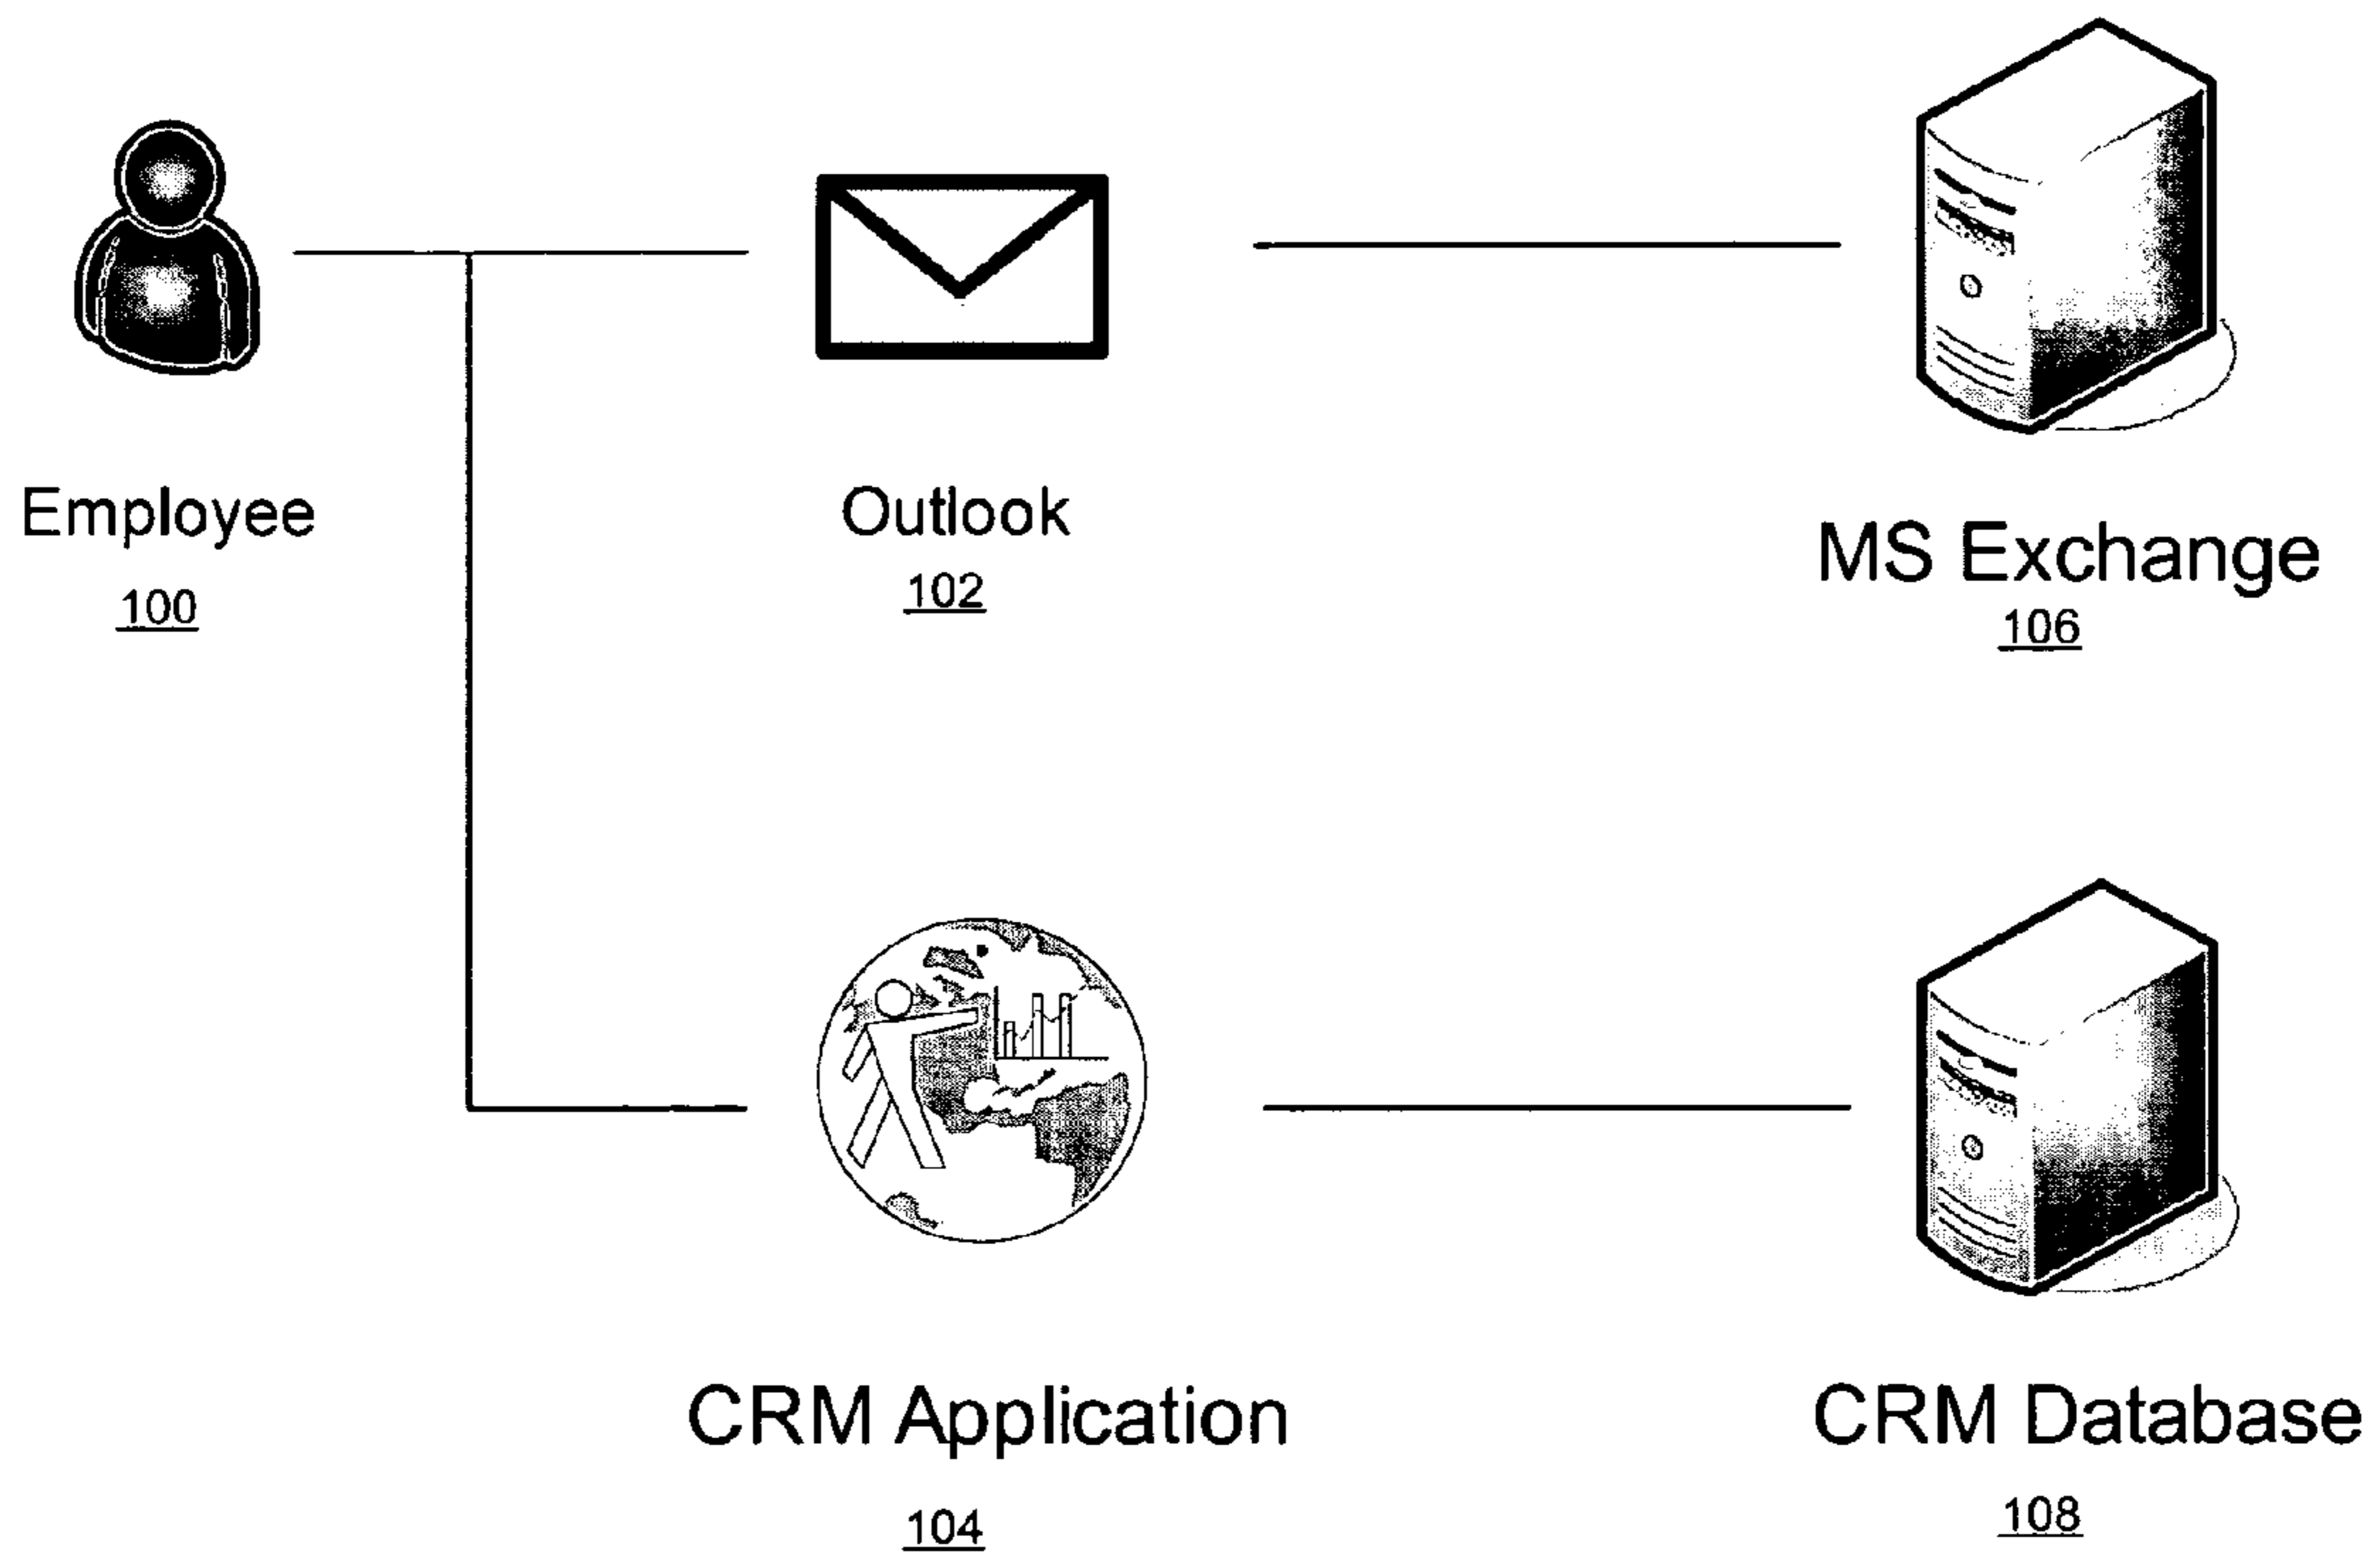 Employee
100
Outlook
102
MS Exchange
106
CRM Application
104
CRM Database
108